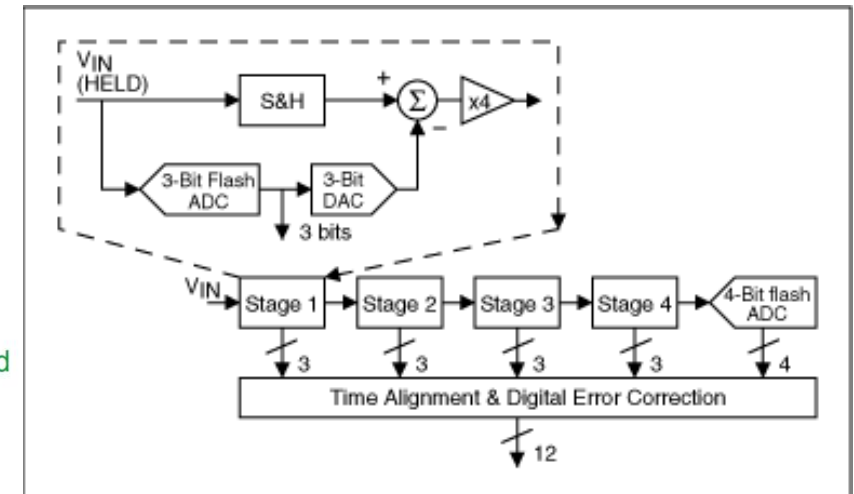 VIN
(HELD)
+
S&H
Σ
x4
−
3-Bit Flash
ADC
3-Bit
DAC
3 bits
VIN
Stage 1
Stage 2
Stage 3
Stage 4
4-Bit flash
ADC
3
3
3
3
4
d
Time Alignment & Digital Error Correction
12